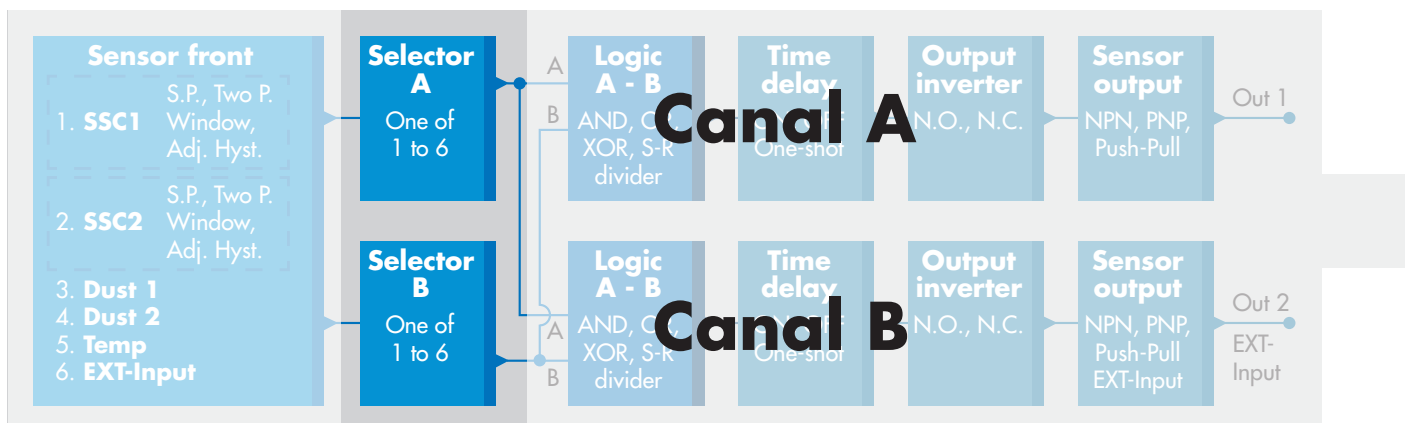 Sensor front
1. SSC1
S.P., Two P.
Window,
Adj. Hyst.
2. SSC2
S.P., Two P.
Window,
Adj. Hyst.
3. Dust 1
4. Dust 2
5. Temp
6. EXT-Input
Selector
A
One of
1 to 6
Selector
B
One of
1 to 6
A
B
Logic
A - B
AND, OR,
XOR, S-R
divider
Time
delay
One-shot
Output
inverter
N.O., N.C.
Sensor
output
NPN, PNP,
Push-Pull
Out 1
Canal A
A
B
Logic
A - B
AND, OR,
XOR, S-R
divider
Time
delay
One-shot
Output
inverter
N.O., N.C.
Sensor
output
NPN, PNP,
Push-Pull
EXT-Input
Out 2
EXT-
Input
Canal B